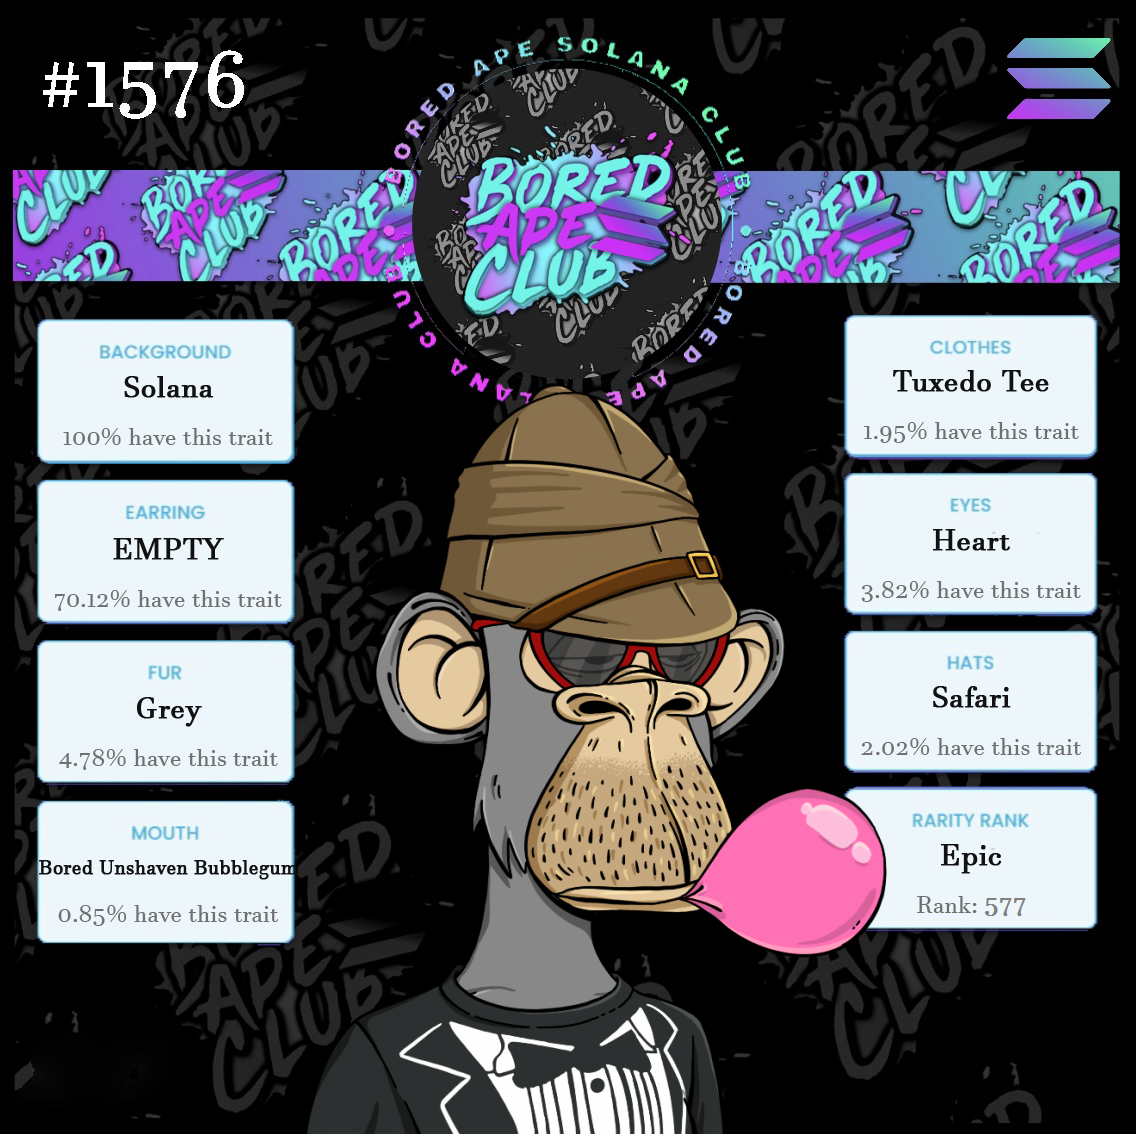 #1576
BORED APE SOLANA CLUB
BORED
APE
CLUB
BACKGROUND
Solana
100% have this trait
EARRING
EMPTY
70.12% have this trait
FUR
Grey
4.78% have this trait
MOUTH
Bored Unshaven Bubblegum
0.85% have this trait
CLOTHES
Tuxedo Tee
1.95% have this trait
EYES
Heart
3.82% have this trait
HATS
Safari
2.02% have this trait
RARITY RANK
Epic
Rank: 577